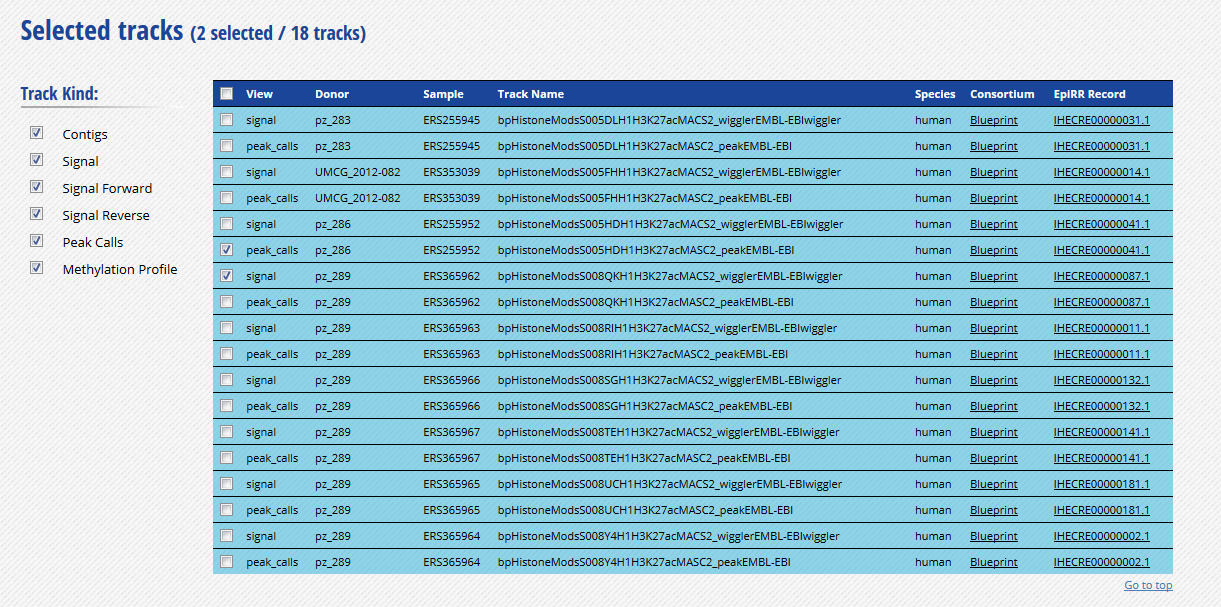 Selected tracks (2 selected / 18 tracks)
Track Kind:
Contigs
Signal
Signal Forward
Signal Reverse
Peak Calls
Methylation Profile
View Donor Sample Track Name Species Consortium EpiRR Record
signal pz_283 ERS255945 bpHistoneModsS005DLH1H3K27acMACS2_wigglerEMBL-EBIwiggler human Blueprint IHECRE00000031.1
peak_calls pz_283 ERS255945 bpHistoneModsS005DLH1H3K27acMASC2_peakEMBL-EBI human Blueprint IHECRE00000031.1
signal UMCG_2012-082 ERS353039 bpHistoneModsS005FHH1H3K27acMACS2_wigglerEMBL-EBIwiggler human Blueprint IHECRE00000014.1
peak_calls UMCG_2012-082 ERS353039 bpHistoneModsS005FHH1H3K27acMASC2_peakEMBL-EBI human Blueprint IHECRE00000014.1
signal pz_286 ERS255952 bpHistoneModsS005HDH1H3K27acMACS2_wigglerEMBL-EBIwiggler human Blueprint IHECRE00000041.1
peak_calls pz_286 ERS255952 bpHistoneModsS005HDH1H3K27acMASC2_peakEMBL-EBI human Blueprint IHECRE00000041.1
signal pz_289 ERS365962 bpHistoneModsS008QKH1H3K27acMACS2_wigglerEMBL-EBIwiggler human Blueprint IHECRE00000087.1
peak_calls pz_289 ERS365962 bpHistoneModsS008QKH1H3K27acMASC2_peakEMBL-EBI human Blueprint IHECRE00000087.1
signal pz_289 ERS365963 bpHistoneModsS008RIH1H3K27acMACS2_wigglerEMBL-EBIwiggler human Blueprint IHECRE00000011.1
peak_calls pz_289 ERS365963 bpHistoneModsS008RIH1H3K27acMASC2_peakEMBL-EBI human Blueprint IHECRE00000011.1
signal pz_289 ERS365966 bpHistoneModsS008SGH1H3K27acMACS2_wigglerEMBL-EBIwiggler human Blueprint IHECRE00000132.1
peak_calls pz_289 ERS365966 bpHistoneModsS008SGH1H3K27acMASC2_peakEMBL-EBI human Blueprint IHECRE00000132.1
signal pz_289 ERS365967 bpHistoneModsS008TEH1H3K27acMACS2_wigglerEMBL-EBIwiggler human Blueprint IHECRE00000141.1
peak_calls pz_289 ERS365967 bpHistoneModsS008TEH1H3K27acMASC2_peakEMBL-EBI human Blueprint IHECRE00000141.1
signal pz_289 ERS365965 bpHistoneModsS008UCH1H3K27acMACS2_wigglerEMBL-EBIwiggler human Blueprint IHECRE00000181.1
peak_calls pz_289 ERS365965 bpHistoneModsS008UCH1H3K27acMASC2_peakEMBL-EBI human Blueprint IHECRE00000181.1
signal pz_289 ERS365964 bpHistoneModsS008Y4H1H3K27acMACS2_wigglerEMBL-EBIwiggler human Blueprint IHECRE00000002.1
peak_calls pz_289 ERS365964 bpHistoneModsS008Y4H1H3K27acMASC2_peakEMBL-EBI human Blueprint IHECRE00000002.1
Go to top